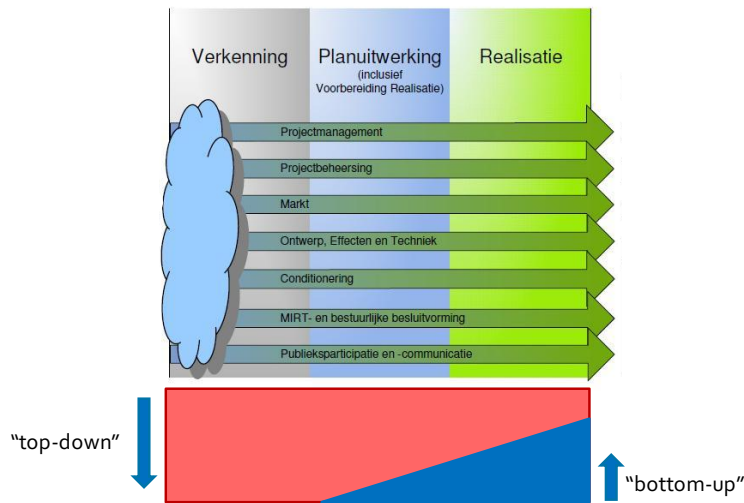 Verkenning
Planuitwerking
(inclusief
Voorbereiding Realisatie)
Realisatie
Projectmanagement
Projectbeheersing
Markt
Ontwerp, Effecten en Techniek
Conditionering
MIRT- en bestuurlijke besluitvorming
Publieksparticipatie en -communicatie
“top-down”
“bottom-up”